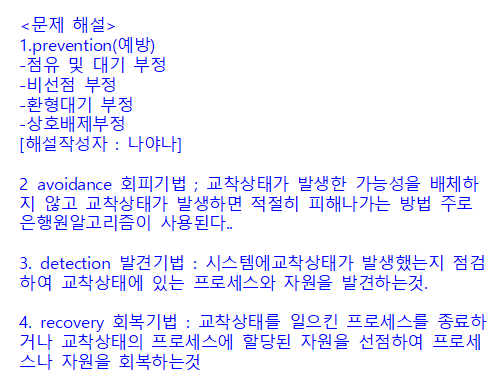 <문제 해설>
1.prevention(예방)
-점유 및 대기 부정
-비선점 부정
-환형대기 부정
-상호배제부정
[해설작성자 : 나야나]
2 avoidance 회피기법 ; 교착상태가 발생한 가능성을 배체하
지 않고 교착상태가 발생하면 적절히 피해나가는 방법 주로
은행원알고리즘이 사용된다..
3. detection 발견기법 : 시스템에교착상태가 발생했는지 점검
하여 교착상태에 있는 프로세스와 자원을 발견하는것.
4. recovery 회복기법 : 교착상태를 일으킨 프로세스를 종료하
거나 교착상태의 프로세스에 할당된 자원을 선점하여 프로세
스나 자원을 회복하는것